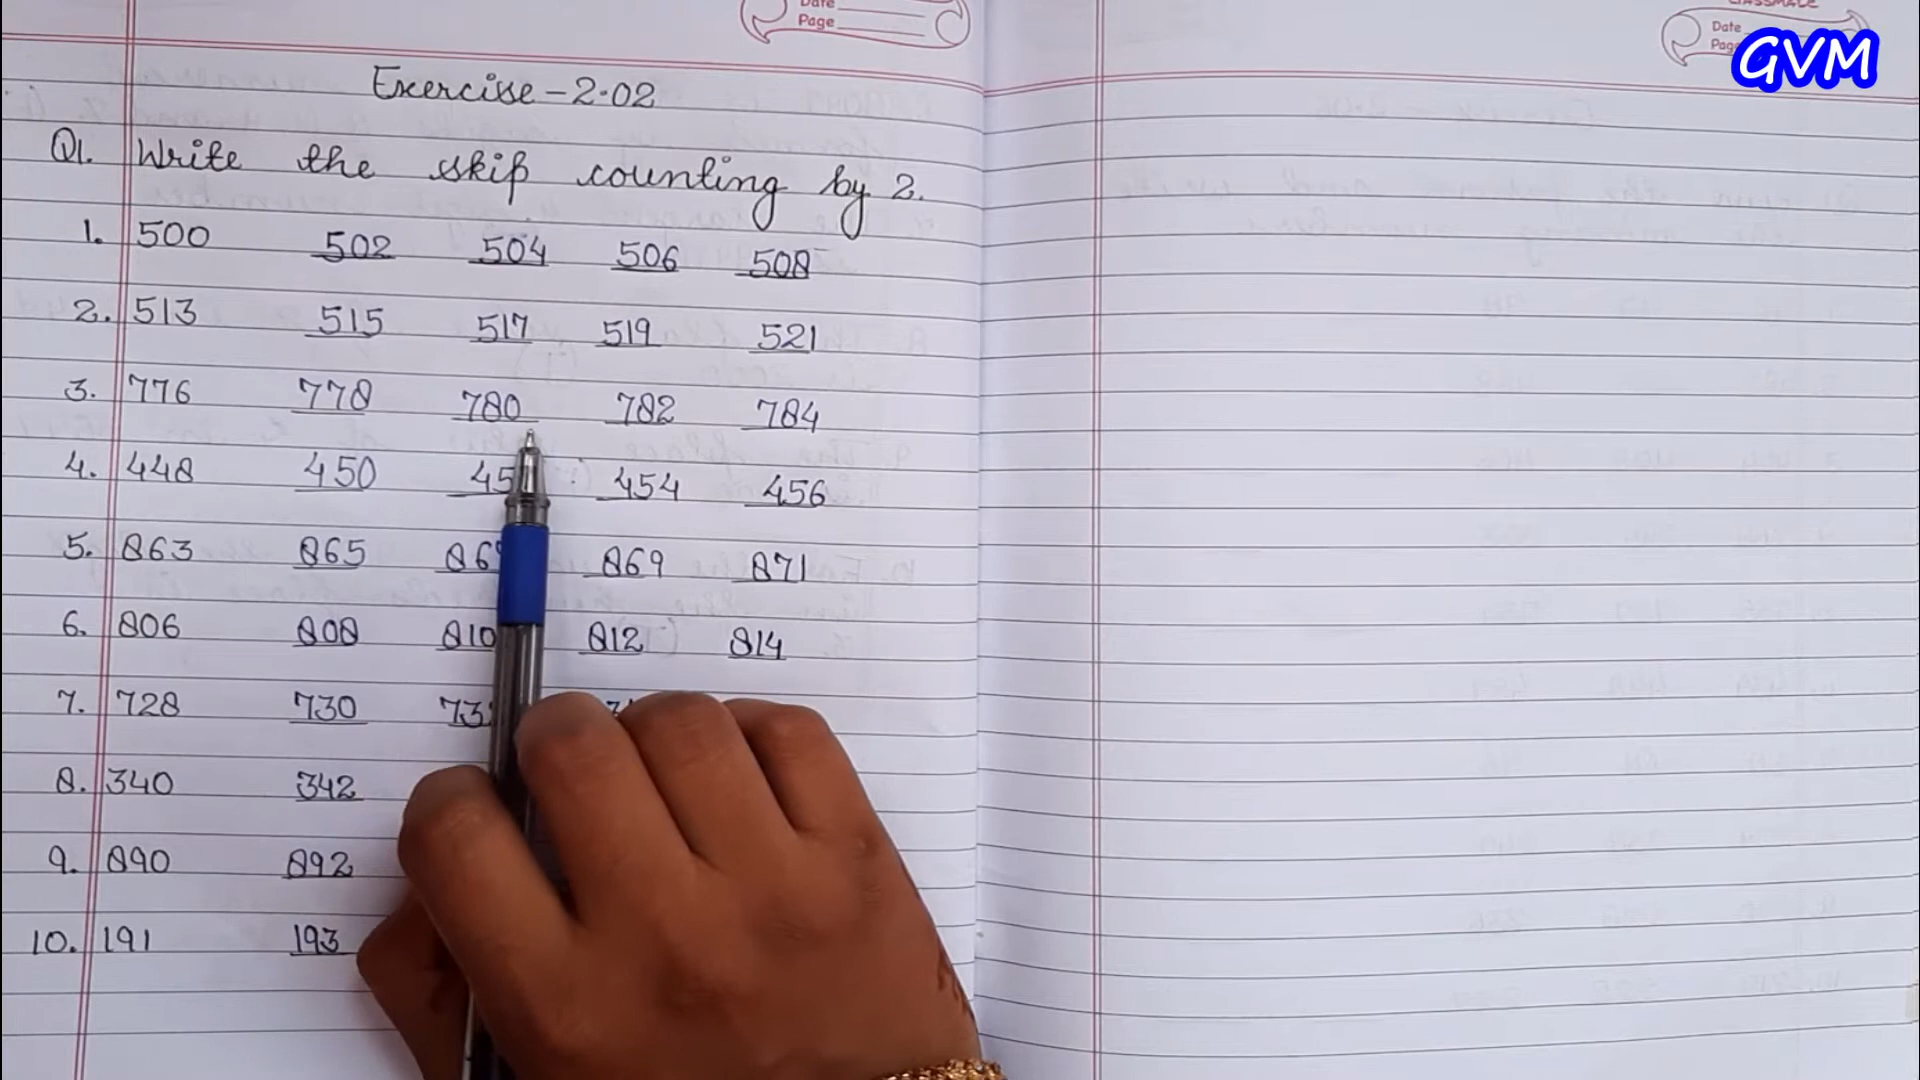 Date
Page
CLASSMATE
Date
Page
GVM
Exercise - 2.02
Q1. Write the skip counting by 2.
1. 500 502 504 506 508
2. 513 515 517 519 521
3. 776 778 780 782 784
4. 448 450 454 456
5. 863 865 869 871
6. 806 808 810 812 814
7. 728 730
8. 340 342
9. 890 892
10. 191 193